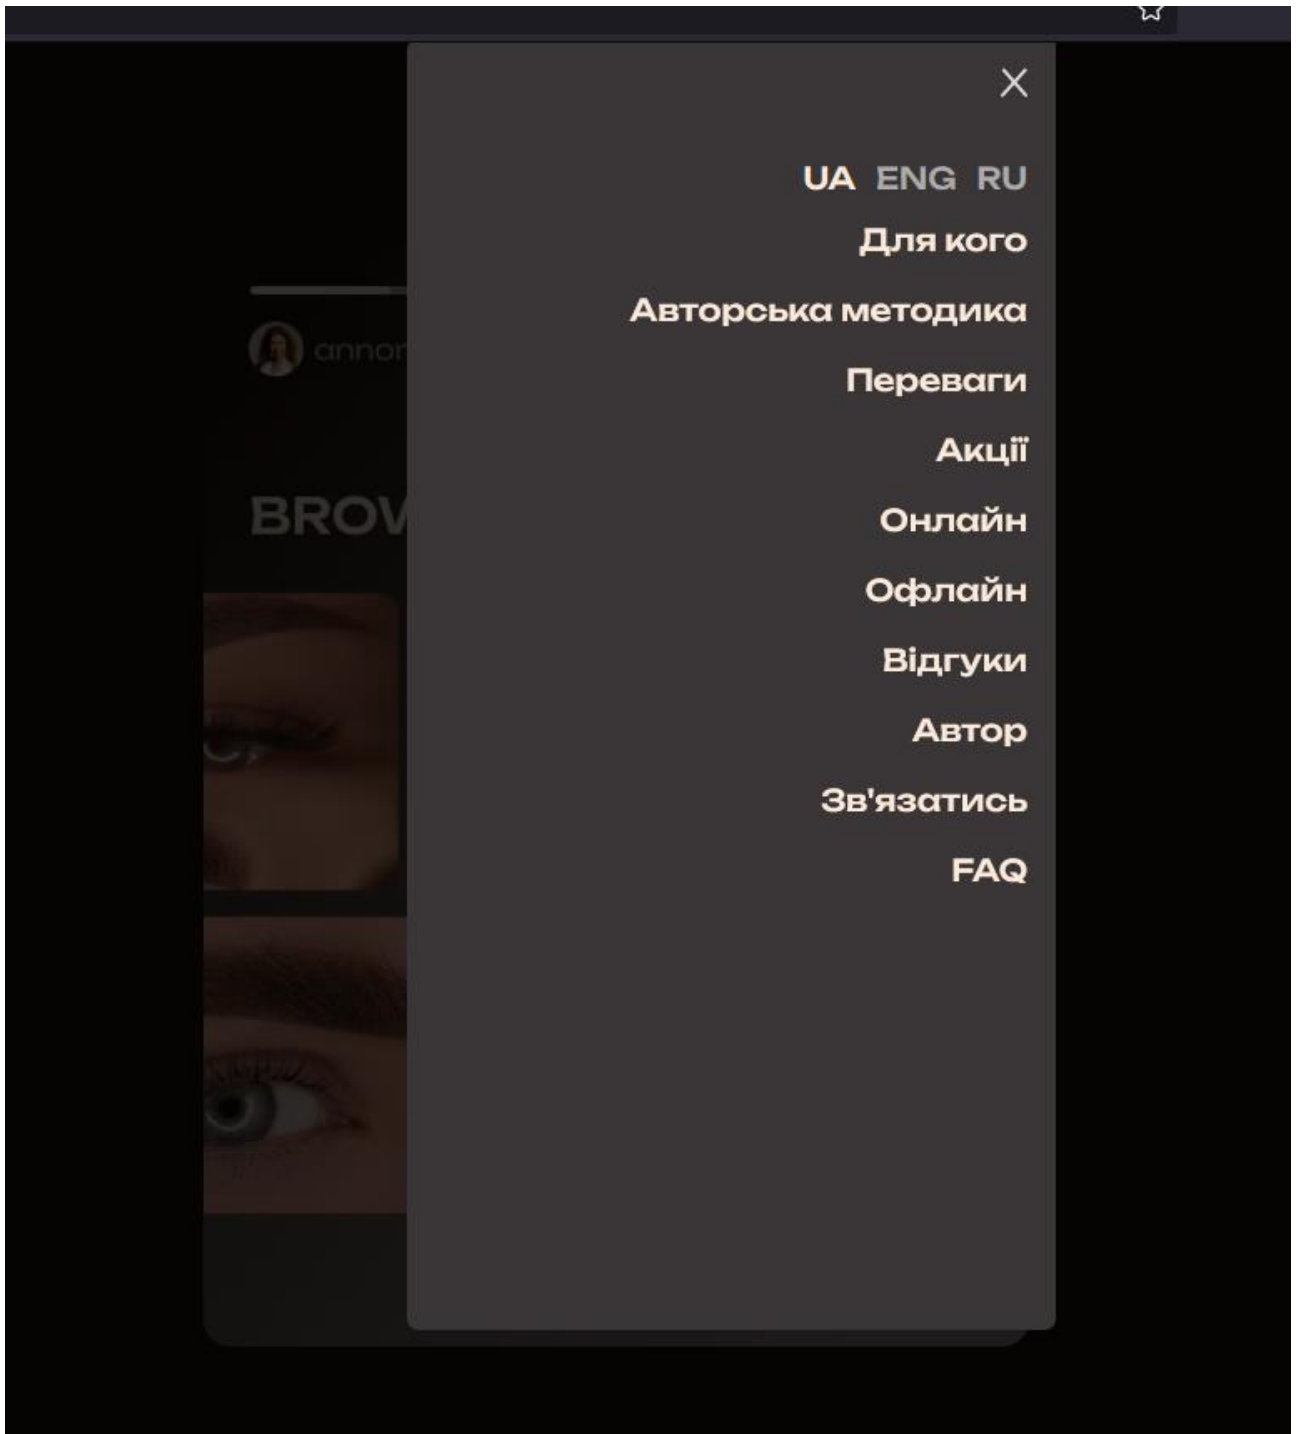 UA ENG RU
Для кого
Авторська методика
Переваги
Акції
Онлайн
Офлайн
Відгуки
Автор
Зв'язатись
FAQ